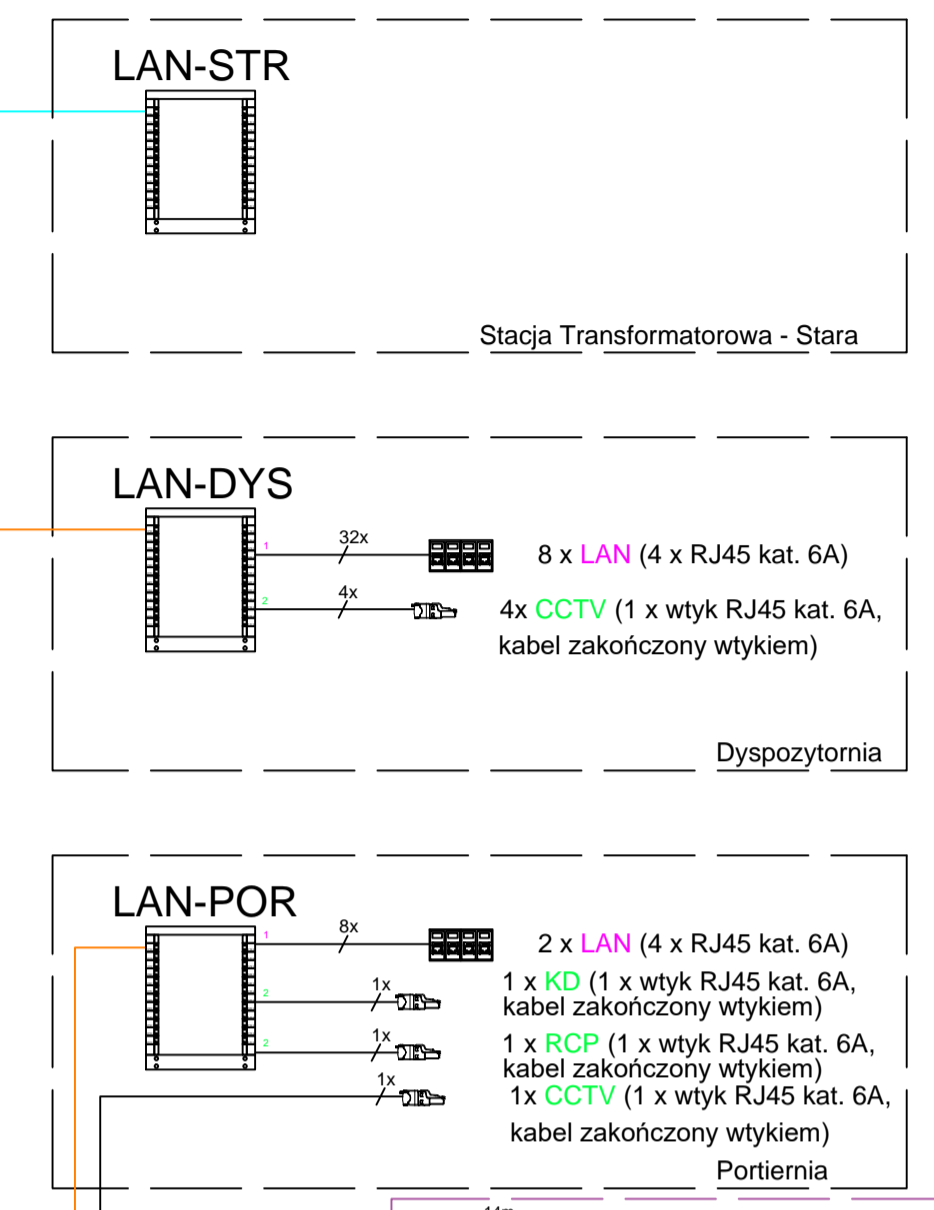 LAN-STR
Stacja Transformatorowa - Stara
LAN-DYS
1
32x
8 x LAN (4 x RJ45 kat. 6A)
2
4x
4x CCTV (1 x wtyk RJ45 kat. 6A,
kabel zakończony wtykiem)
Dyspozytornia
LAN-POR
1
8x
2 x LAN (4 x RJ45 kat. 6A)
2
1x
1 x KD (1 x wtyk RJ45 kat. 6A,
kabel zakończony wtykiem)
2
1x
1 x RCP (1 x wtyk RJ45 kat. 6A,
kabel zakończony wtykiem)
1x
1x CCTV (1 x wtyk RJ45 kat. 6A,
kabel zakończony wtykiem)
Portiernia